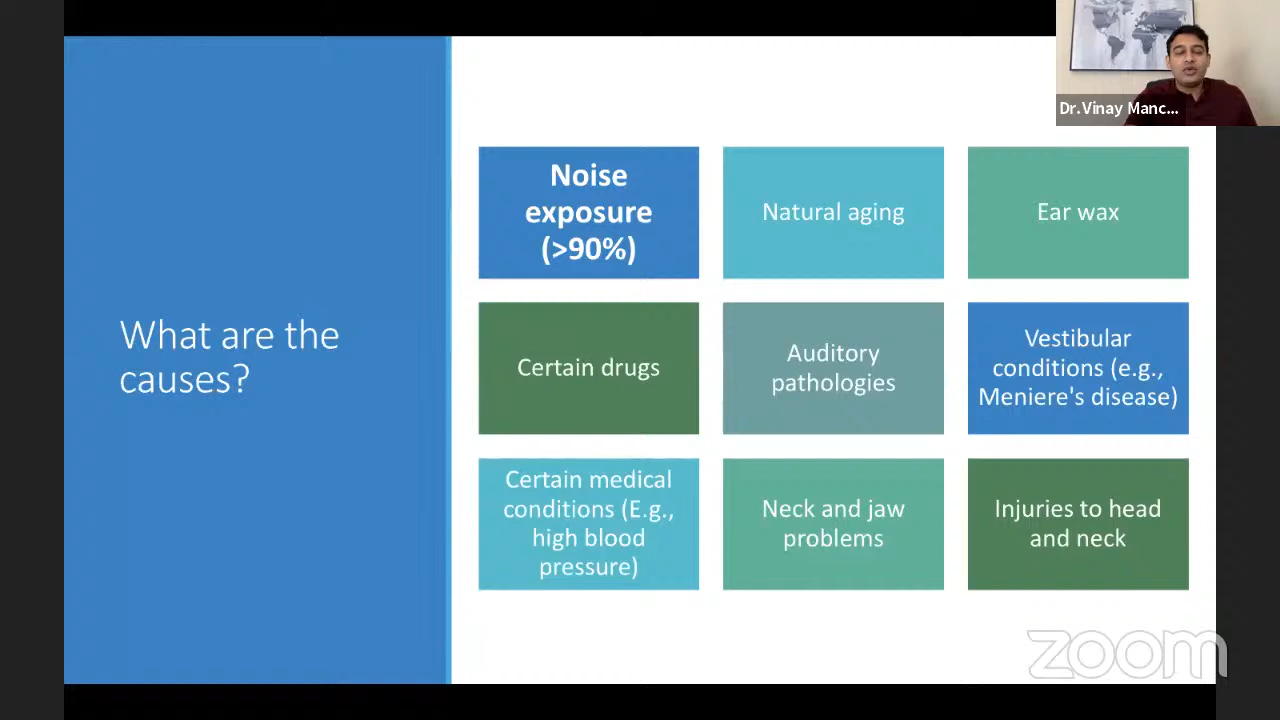 Dr.Vinay Manc...
What are the
causes?
Noise
exposure
(>90%)
Natural aging
Ear wax
Certain drugs
Auditory
pathologies
Vestibular
conditions (e.g.,
Meniere's disease)
Certain medical
conditions (E.g.,
high blood
pressure)
Neck and jaw
problems
Injuries to head
and neck
zoom